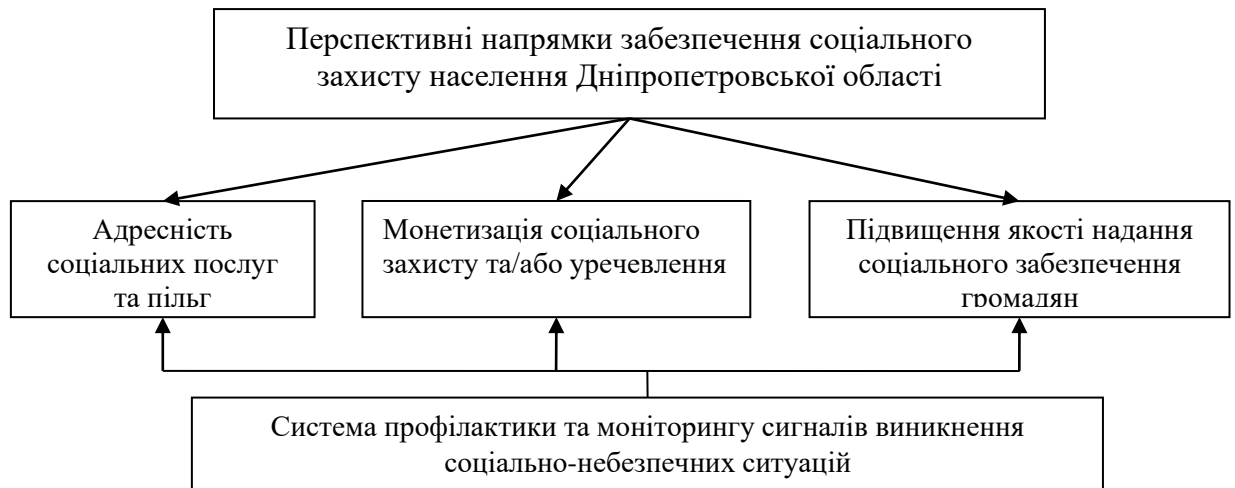 Перспективні напрямки забезпечення соціального
захисту населення Дніпропетровської області
Адресність
соціальних послуг
та пільг
Монетизація соціального
захисту та/або уречевлення
Підвищення якості надання
соціального забезпечення
громадян
Система профілактики та моніторингу сигналів виникнення
соціально-небезпечних ситуацій